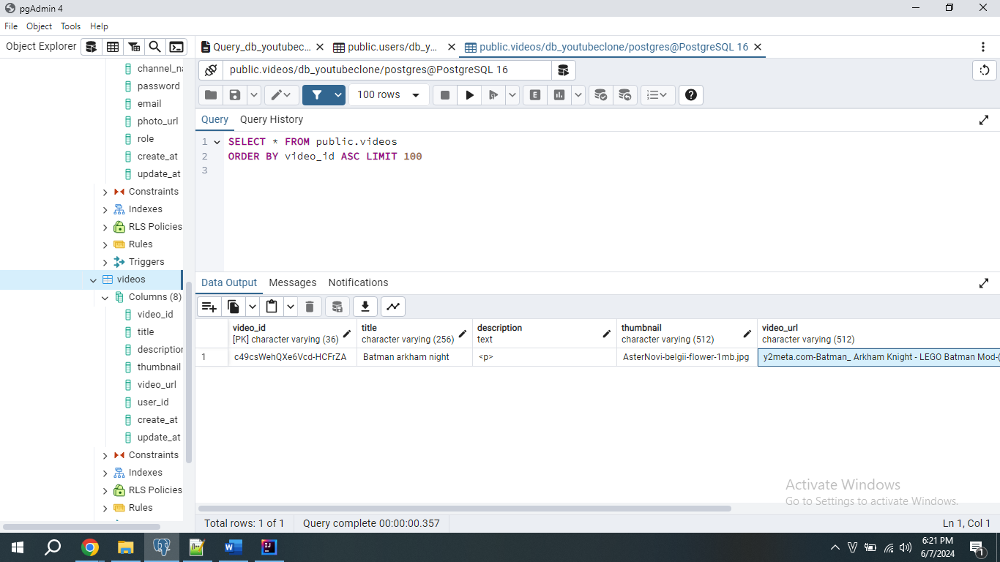 pgAdmin 4
File Object Tools Help
Object Explorer
Query_db_youtubec...
public.users/db_y...
public.videos/db_youtubeclone/postgres@PostgreSQL 16
public.videos/db_youtubeclone/postgres@PostgreSQL 16
100 rows
E
Query Query History
1 SELECT * FROM public.videos
2 ORDER BY video_id ASC LIMIT 100
3
channel_na
password
email
photo_url
role
create_at
update_at
Constraints
Indexes
RLS Policies
Rules
Triggers
videos
Columns (8)
video_id
title
description
thumbnail
video_url
user_id
create_at
update_at
Constraints
Indexes
RLS Policies
Rules
Data Output Messages Notifications
video_id title description thumbnail video_url
[PK] character varying (36) character varying (256) text character varying (512) character varying (512)
1 c49csWehQXe6Vcd-HCFrZA Batman arkham night <p> AsterNovi-belgii-flower-1mb.jpg y2meta.com-Batman_ Arkham Knight - LEGO Batman Mod-(
Activate Windows
Go to Settings to activate Windows.
Total rows: 1 of 1 Query complete 00:00:00.357 Ln 1, Col 1
6:21 PM
6/7/2024
1